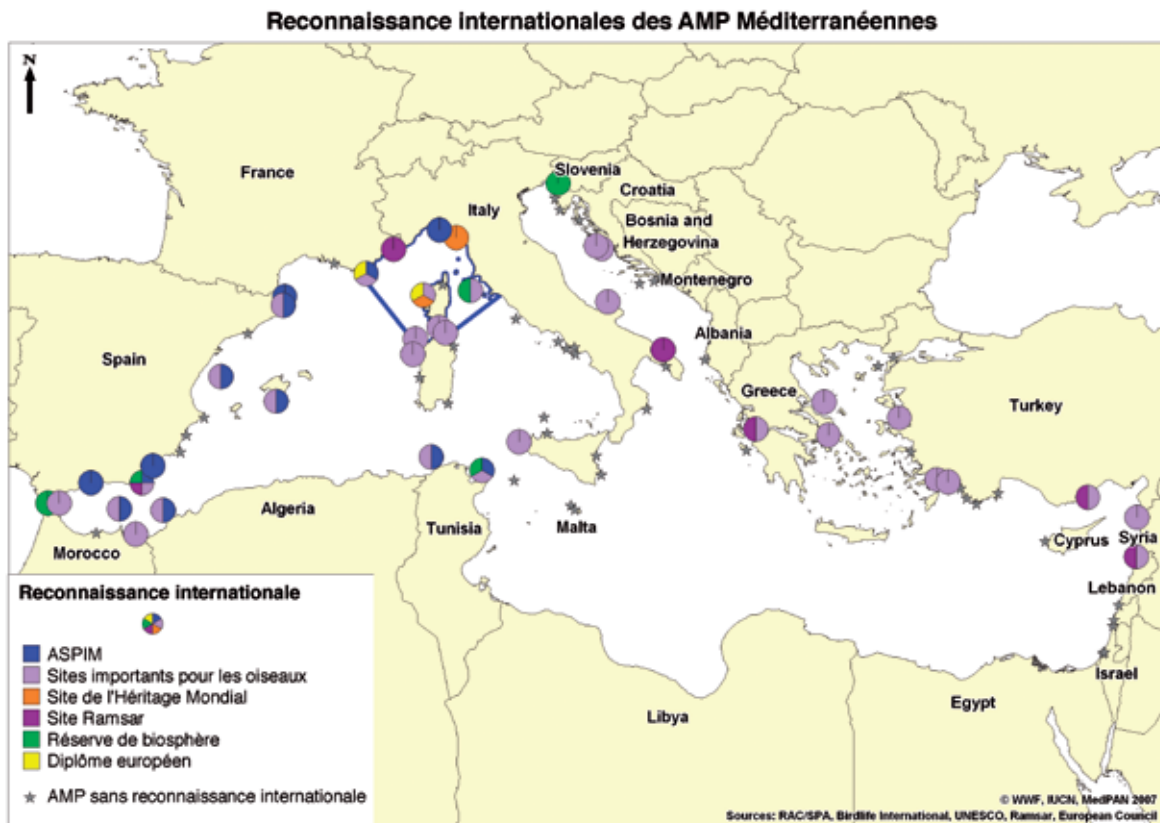 Reconnaissance internationales des AMP Méditerranéennes
N
France
Slovenia
Croatia
Italy
Bosnia and
Herzegovina
Montenegro
Albania
Spain
Greece
Turkey
Algeria
Tunisia
Malta
Morocco
Cyprus
Syria
Lebanon
Israel
Libya
Egypt
Reconnaissance internationale
ASPIM
Sites importants pour les oiseaux
Site de l'Héritage Mondial
Site Ramsar
Réserve de biosphère
Diplôme européen
AMP sans reconnaissance internationale
© WWF, IUCN, MedPAN 2007
Sources: RAC/SPA, Birdlife International, UNESCO, Ramsar, European Council